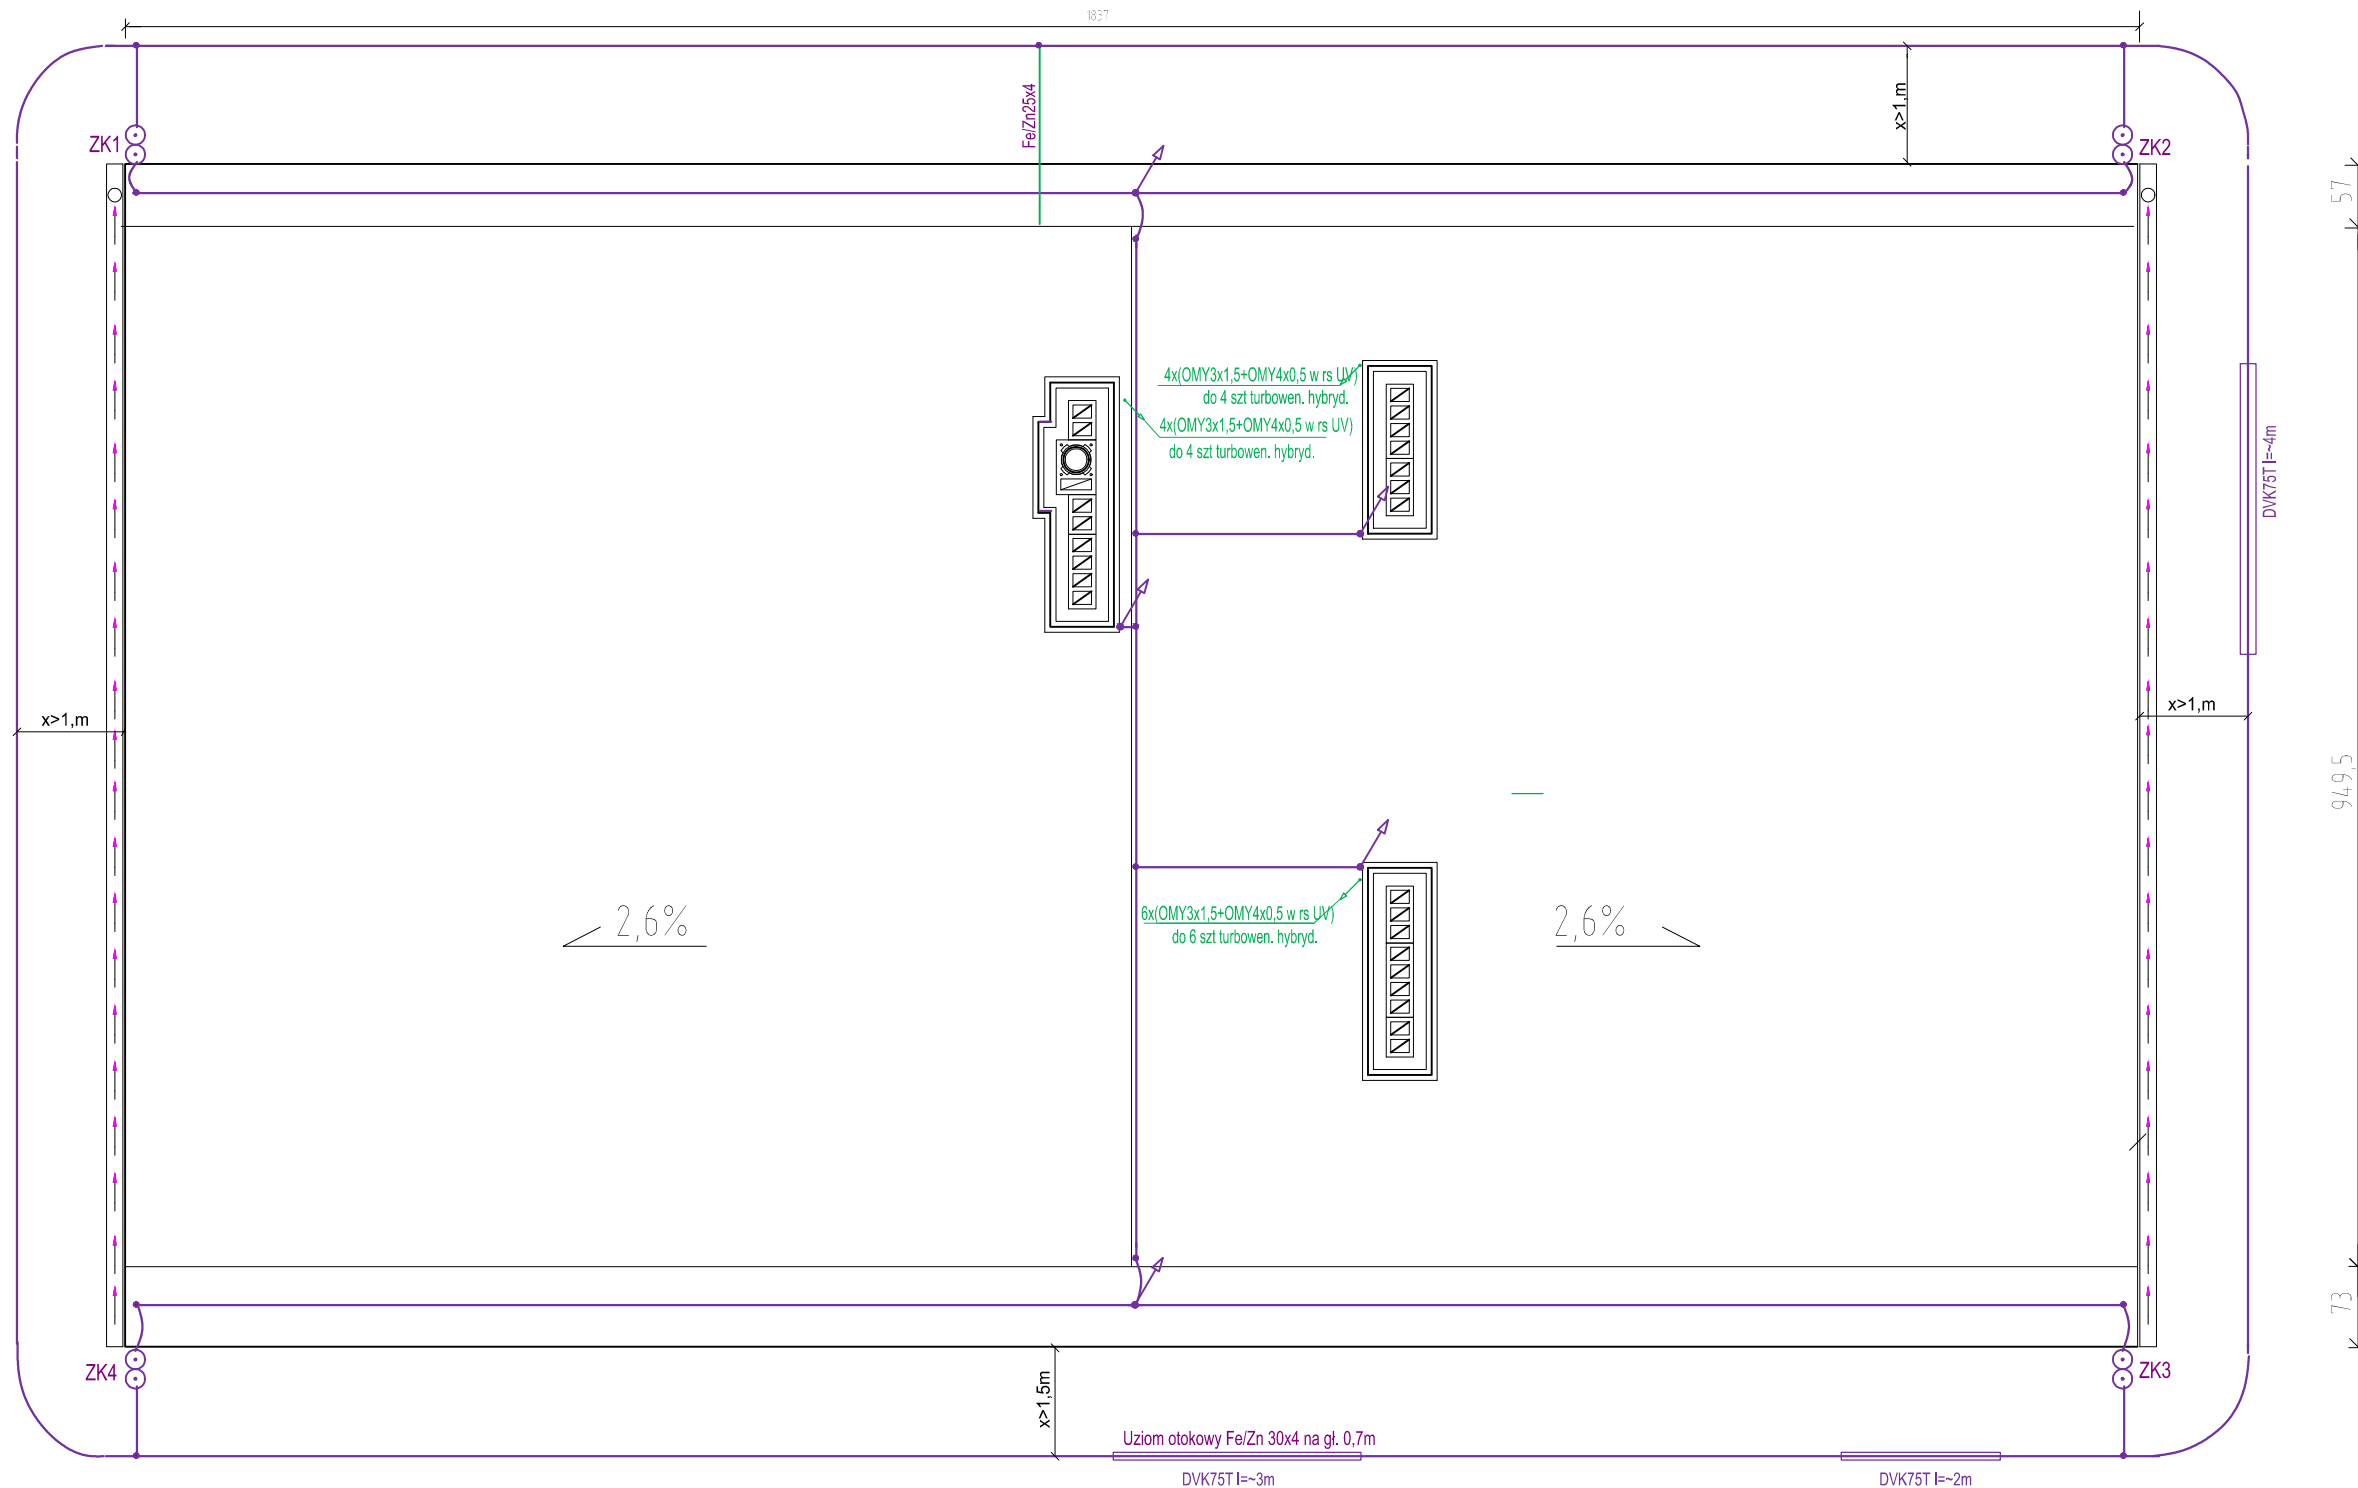 1837
Fe/Zn25x4
x>1,m
ZK1
ZK2
57
4x(OMY3x1,5+OMY4x0,5 w rs UV)
do 4 szt turbowen. hybryd.
4x(OMY3x1,5+OMY4x0,5 w rs UV)
do 4 szt turbowen. hybryd.
DVK75T l=~4m
x>1,m
x>1,m
949,5
6x(OMY3x1,5+OMY4x0,5 w rs UV)
do 6 szt turbowen. hybryd.
2,6%
2,6%
73
ZK4
ZK3
x>1,5m
Uziom otokowy Fe/Zn 30x4 na gł. 0,7m
DVK75T l=~3m
DVK75T l=~2m